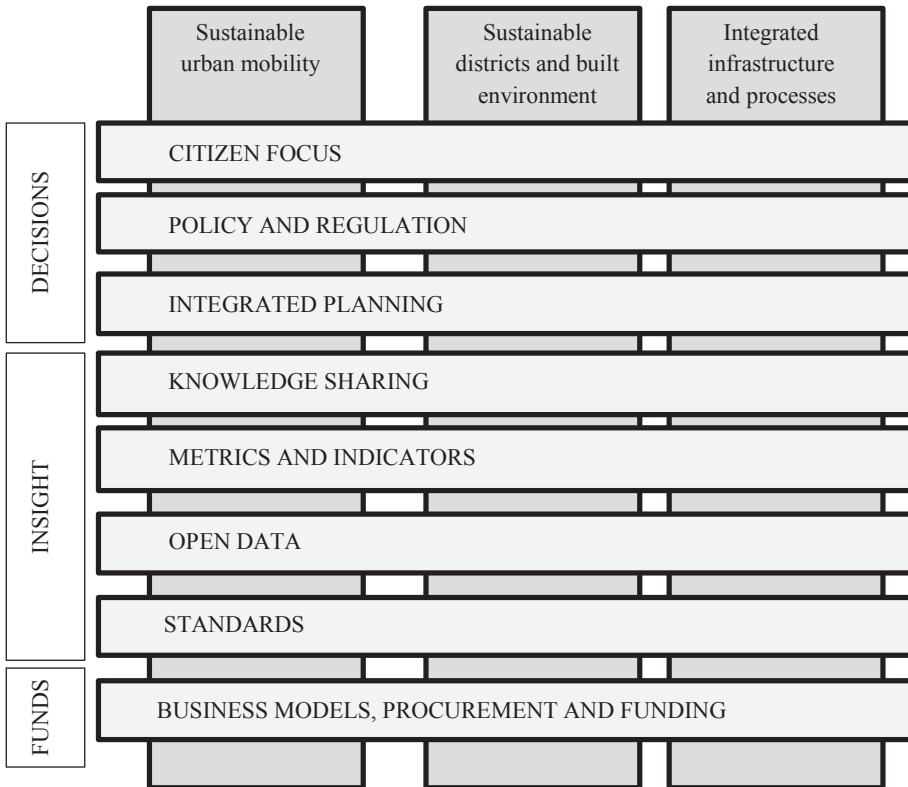 Sustainable
urban mobility
Sustainable
districts and built
environment
Integrated
infrastructure
and processes
DECISIONS
CITIZEN FOCUS
POLICY AND REGULATION
INTEGRATED PLANNING
INSIGHT
KNOWLEDGE SHARING
METRICS AND INDICATORS
OPEN DATA
STANDARDS
FUNDS
BUSINESS MODELS, PROCUREMENT AND FUNDING